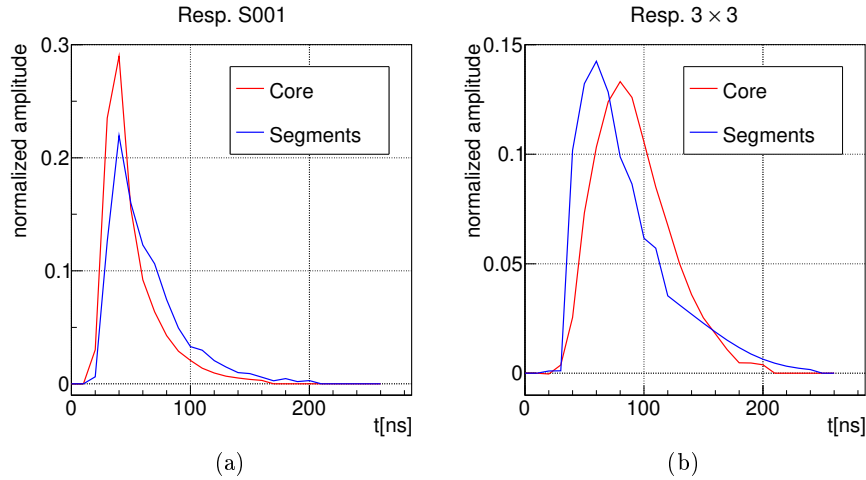 Resp. S001
normalized amplitude
0.3
0.2
0.1
0
0 100 200
t[ns]
Core
Segments
(a)
Resp. 3 × 3
normalized amplitude
0.15
0.1
0.05
0
0 100 200
t[ns]
Core
Segments
(b)